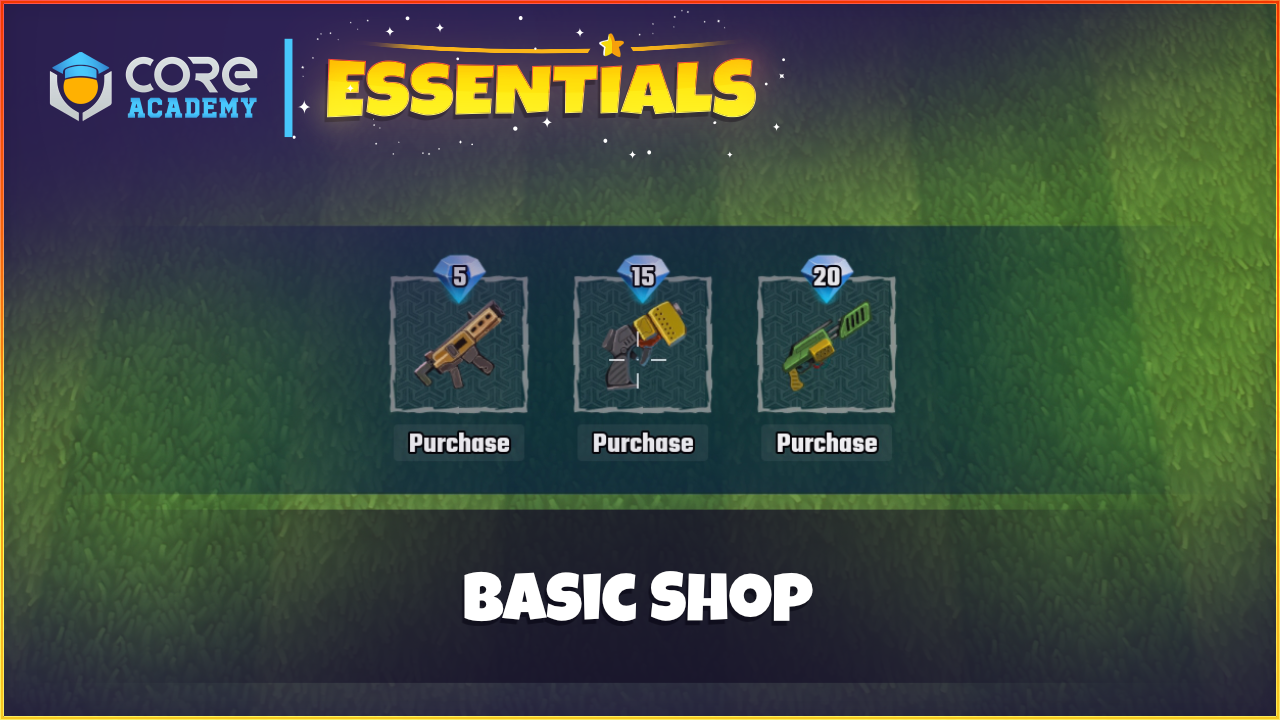 CORE
ACADEMY
ESSENTIALS
5
15
20
Purchase
Purchase
Purchase
BASIC SHOP